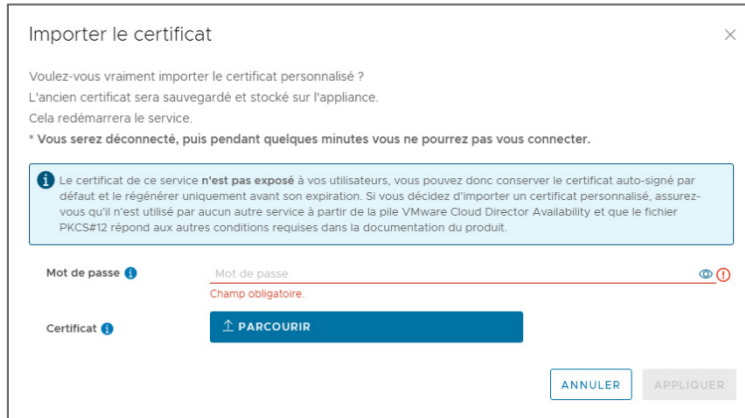 Importer le certificat
Voulez-vous vraiment importer le certificat personnalisé ?
L'ancien certificat sera sauvegardé et stocké sur l'appliance.
Cela redémarrera le service.
* Vous serez déconnecté, puis pendant quelques minutes vous ne pourrez pas vous connecter.
Le certificat de ce service n'est pas exposé à vos utilisateurs, vous pouvez donc conserver le certificat auto-signé par
défaut et le régénérer uniquement avant son expiration. Si vous décidez d'importer un certificat personnalisé, assurez-
vous qu'il n'est utilisé par aucun autre service à partir de la pile VMware Cloud Director Availability et que le fichier
PKCS#12 répond aux autres conditions requises dans la documentation du produit.
Mot de passe
Mot de passe
Champ obligatoire.
Certificat
PARCOURIR
ANNULER
APPLIQUER